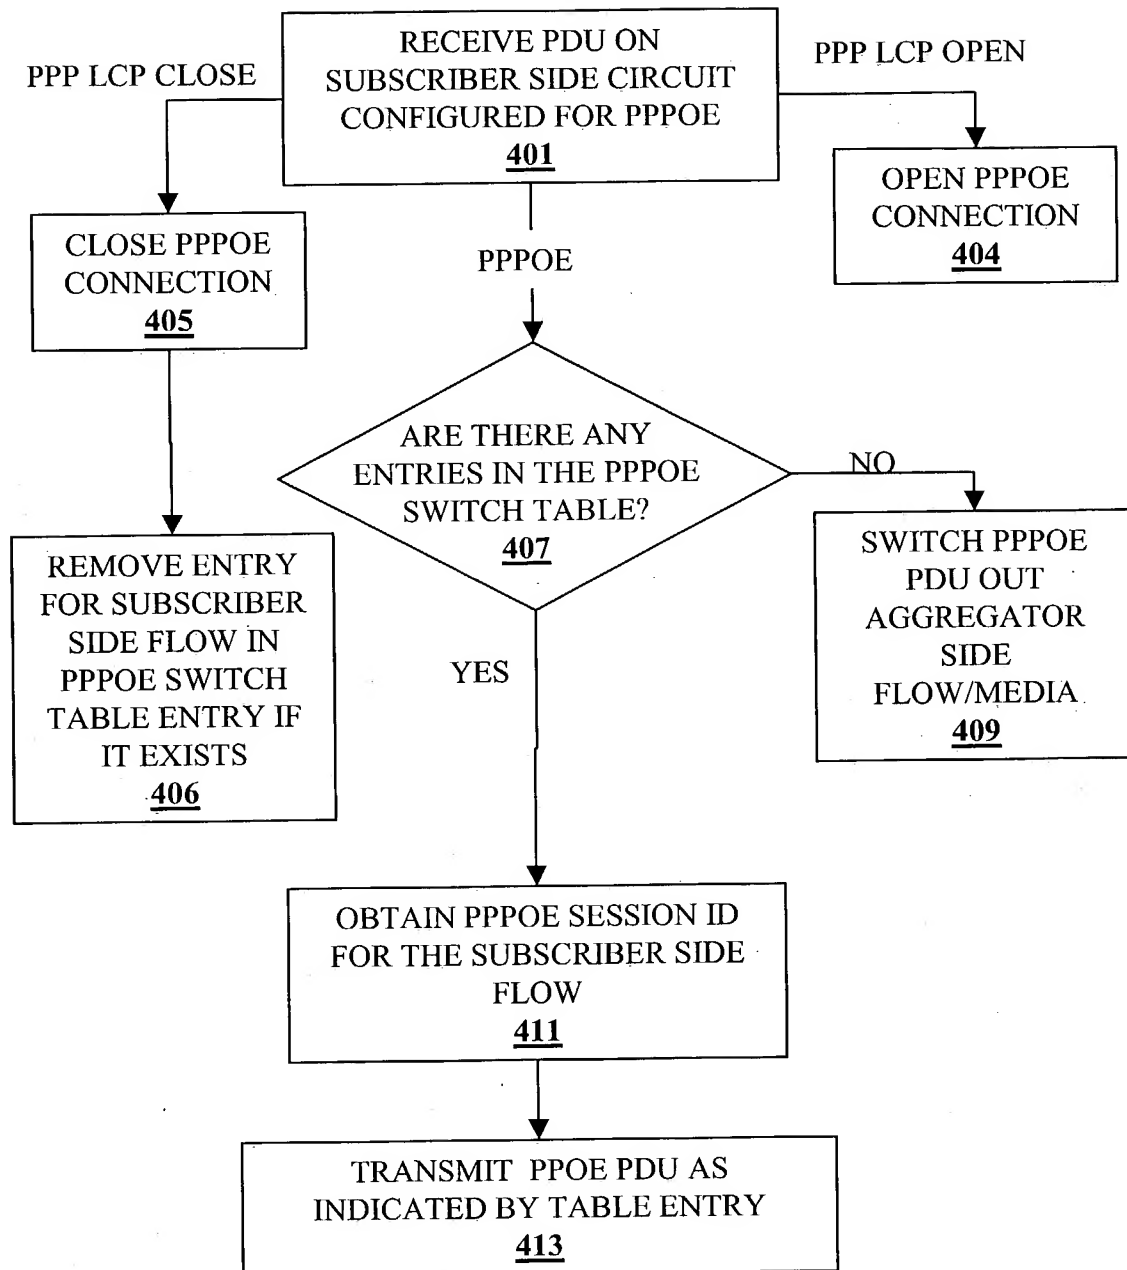 RECEIVE PDU ON
SUBSCRIBER SIDE CIRCUIT
CONFIGURED FOR PPPOE
401
PPP LCP CLOSE
PPP LCP OPEN
CLOSE PPPOE
CONNECTION
405
PPPOE
OPEN PPPOE
CONNECTION
404
ARE THERE ANY
ENTRIES IN THE PPPOE
SWITCH TABLE?
407
NO
REMOVE ENTRY
FOR SUBSCRIBER
SIDE FLOW IN
PPPOE SWITCH
TABLE ENTRY IF
IT EXISTS
406
YES
SWITCH PPPOE
PDU OUT
AGGREGATOR
SIDE
FLOW/MEDIA
409
OBTAIN PPPOE SESSION ID
FOR THE SUBSCRIBER SIDE
FLOW
411
TRANSMIT PPOE PDU AS
INDICATED BY TABLE ENTRY
413